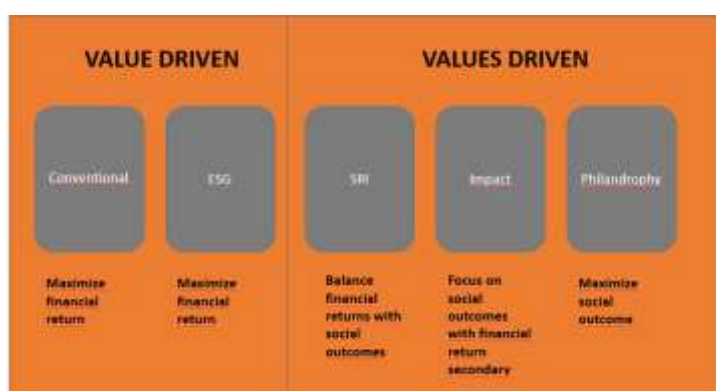 VALUE DRIVEN
VALUES DRIVEN
Conventional
ESG
SRI
Impact
Philandrophy
Maximize
financial
return
Maximize
financial
return
Balance
financial
returns with
social
outcomes
Focus on
social
outcomes
with financial
return
secondary
Maximize
social
outcome